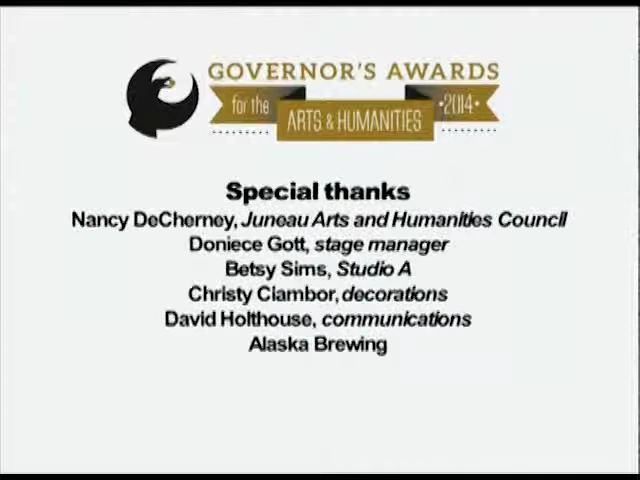 GOVERNOR'S AWARDS
for the ARTS & HUMANITIES •2014•
Special thanks
Nancy DeCherney, Juneau Arts and Humanities Council
Doniece Gott, stage manager
Betsy Sims, Studio A
Christy Ciambor, decorations
David Holthouse, communications
Alaska Brewing